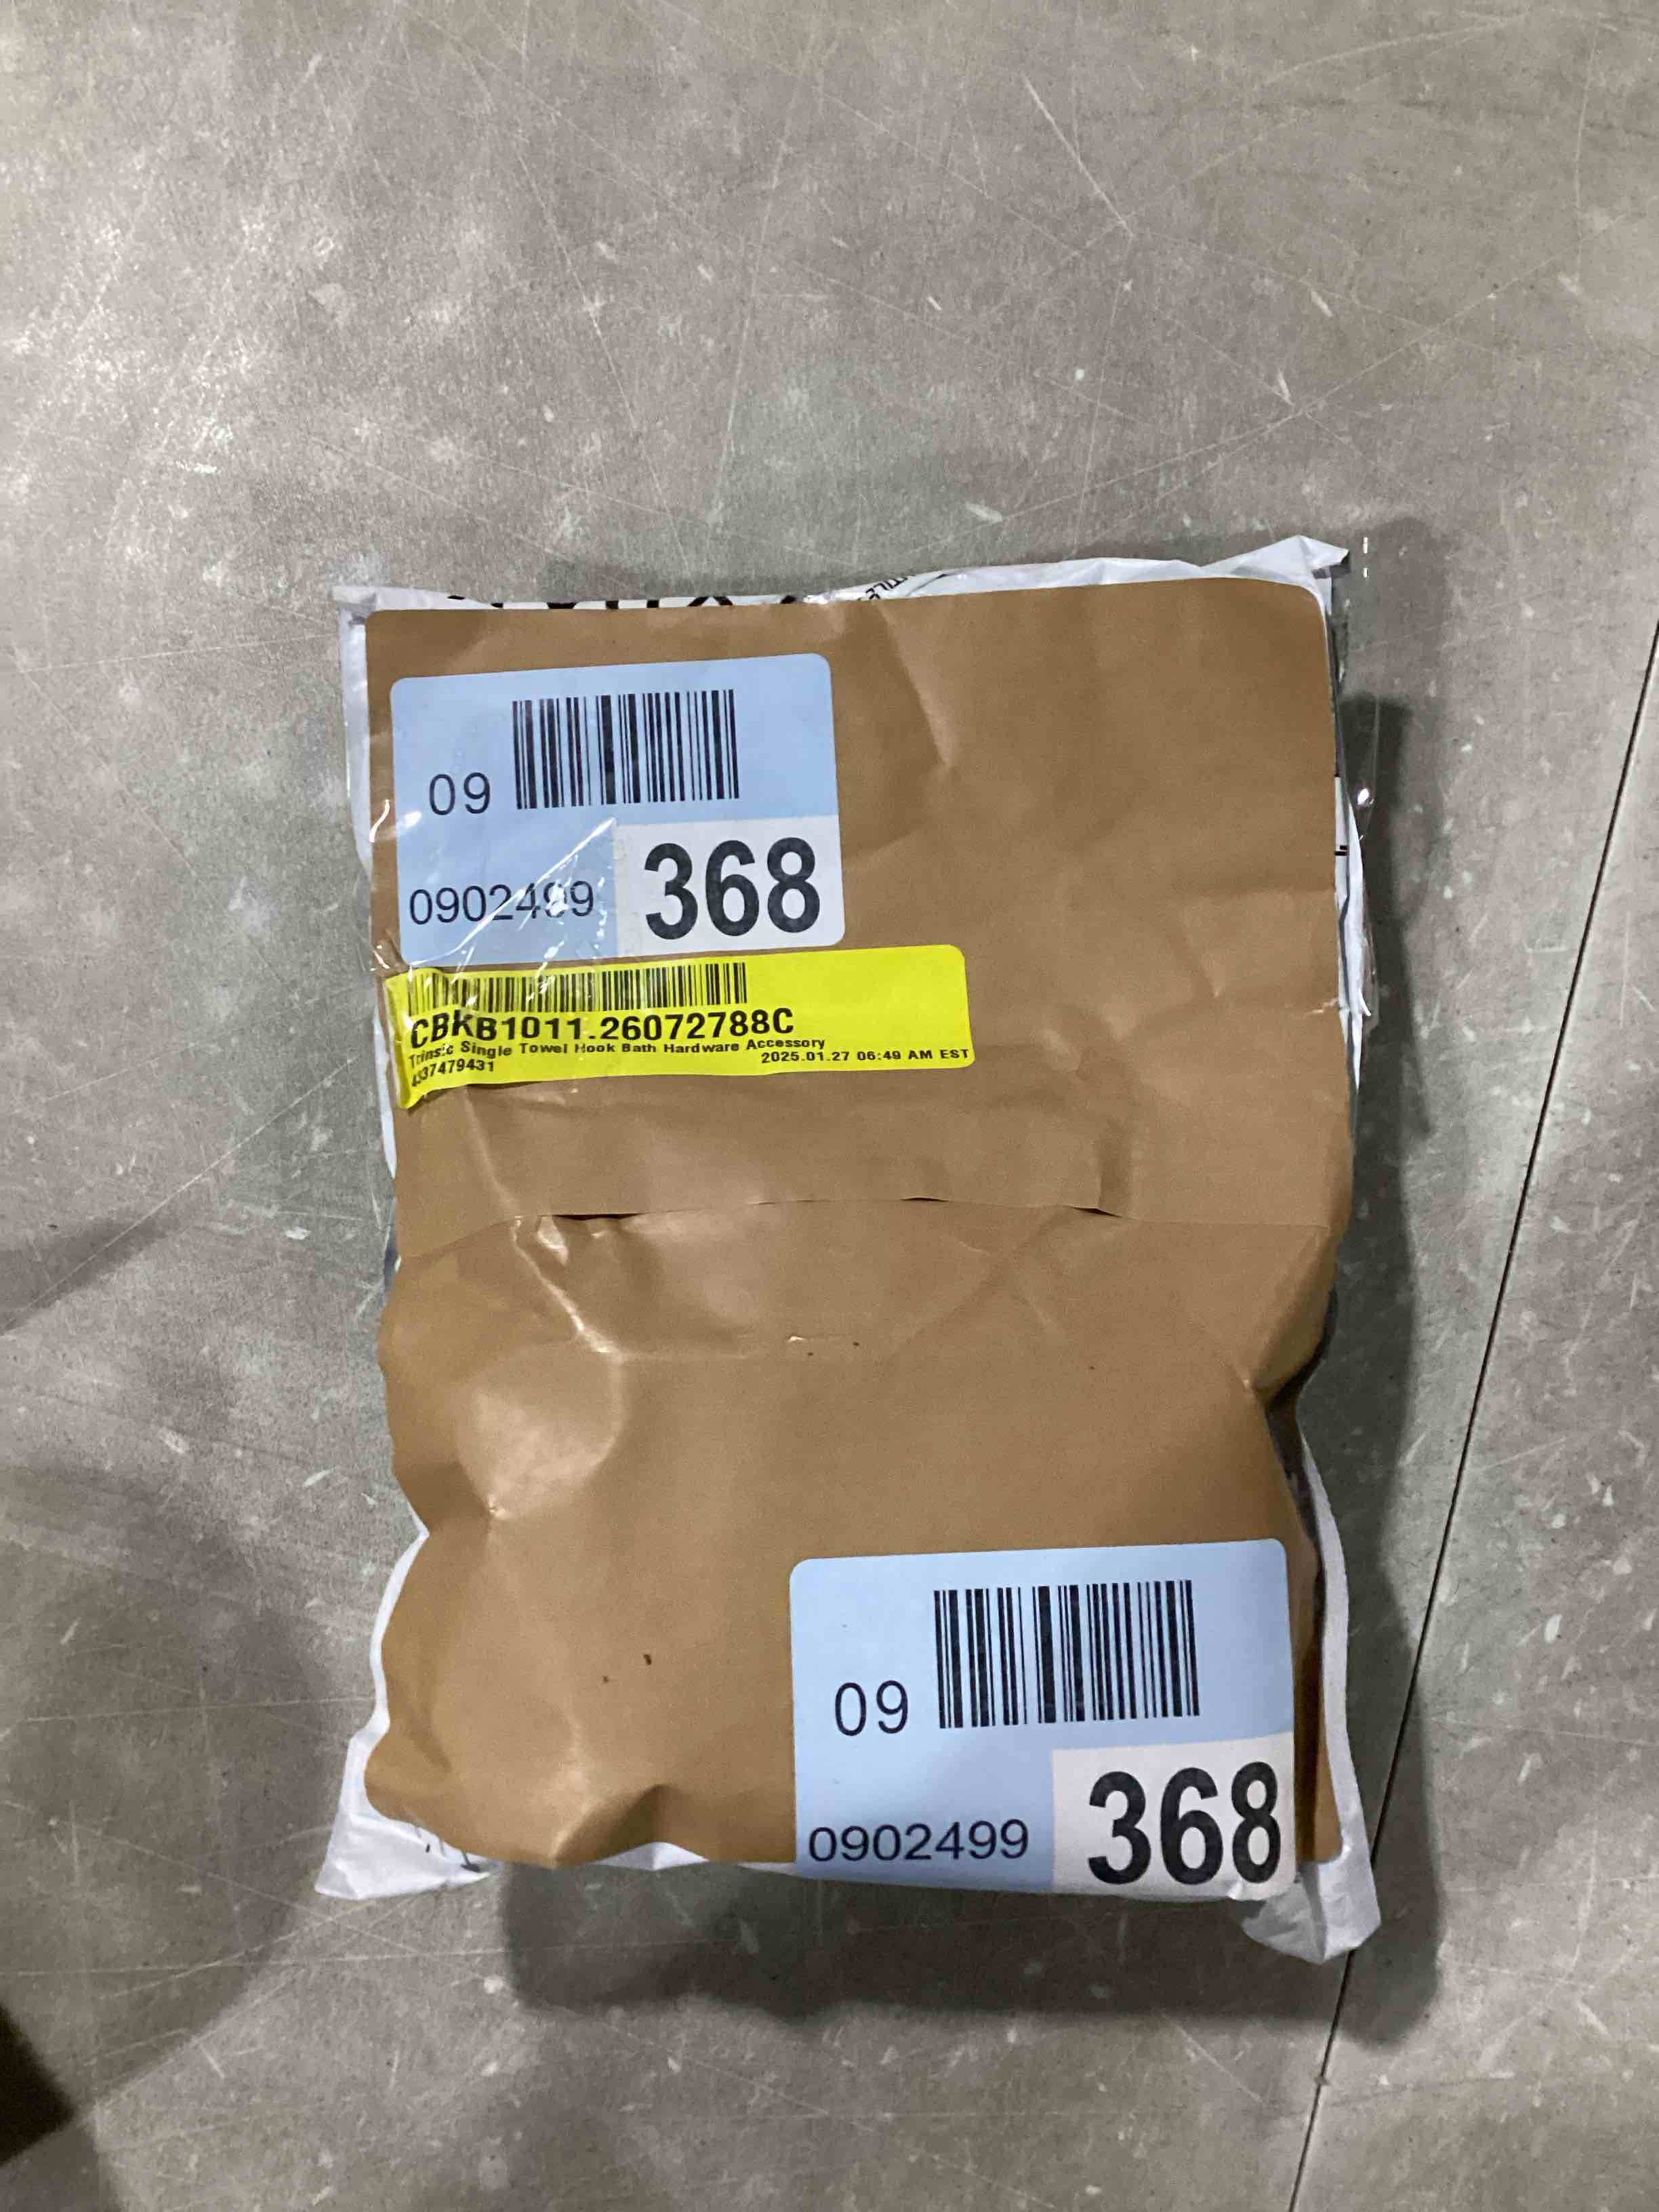 09
0902499
368
CBKB1011.26072788C
Trinsic Single Towel Hook Bath Hardware Accessory
2025.01.27 06:49 AM EST
4337479431
09
0902499
368